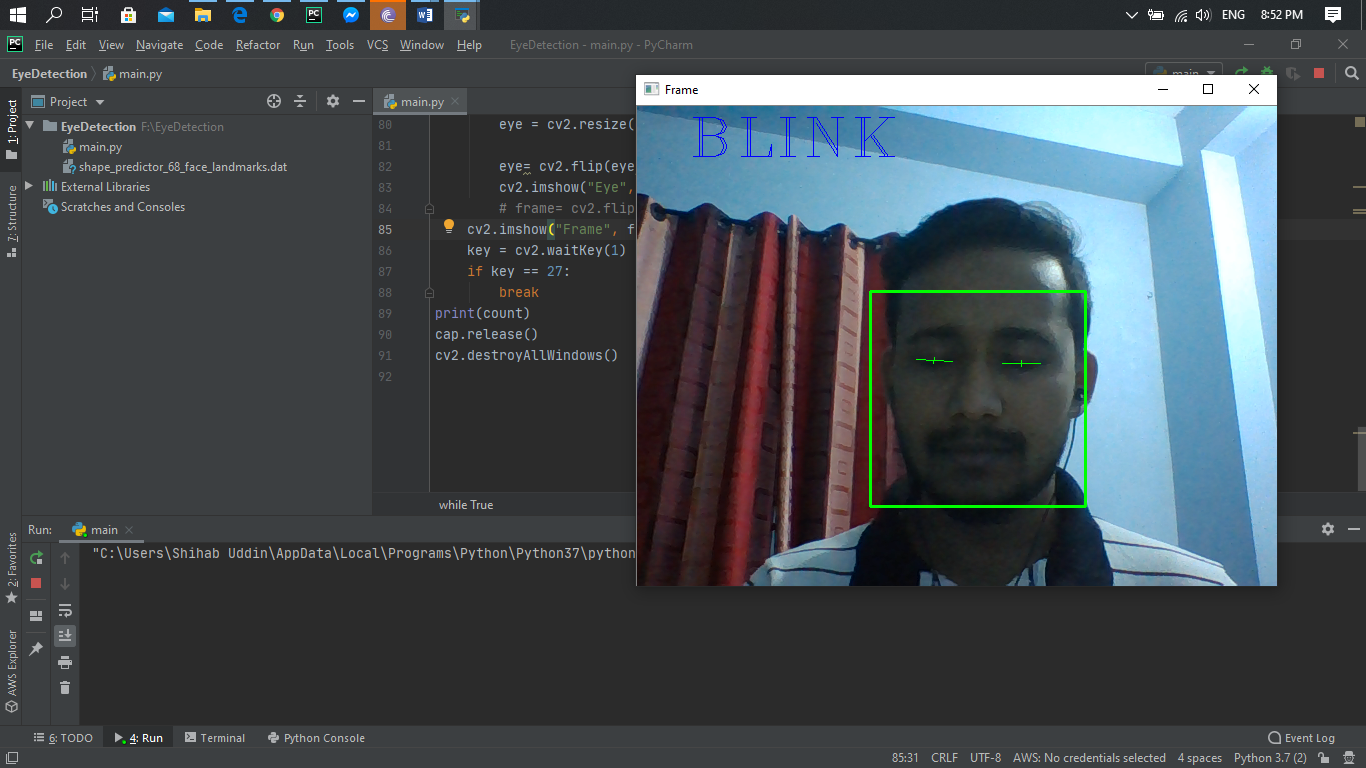 ENG 8:52 PM
File Edit View Navigate Code Refactor Run Tools VCS Window Help EyeDetection - main.py - PyCharm
EyeDetection main.py
main
Project
main.py
Frame
1: Project
EyeDetection F:\EyeDetection
main.py
shape_predictor_68_face_landmarks.dat
External Libraries
Scratches and Consoles
7: Structure
80 eye = cv2.resize(
81
82 eye= cv2.flip(eye
83 cv2.imshow("Eye",
84 # frame= cv2.flip
85 cv2.imshow("Frame", f
86 key = cv2.waitKey(1)
87 if key == 27:
88 break
89 print(count)
90 cap.release()
91 cv2.destroyAllWindows()
92
while True
BLINK
Run: main
"C:\Users\Shihab Uddin\AppData\Local\Programs\Python\Python37\python
2: Favorites
AWS Explorer
6: TODO 4: Run Terminal Python Console Event Log
85:31 CRLF UTF-8 AWS: No credentials selected 4 spaces Python 3.7 (2)